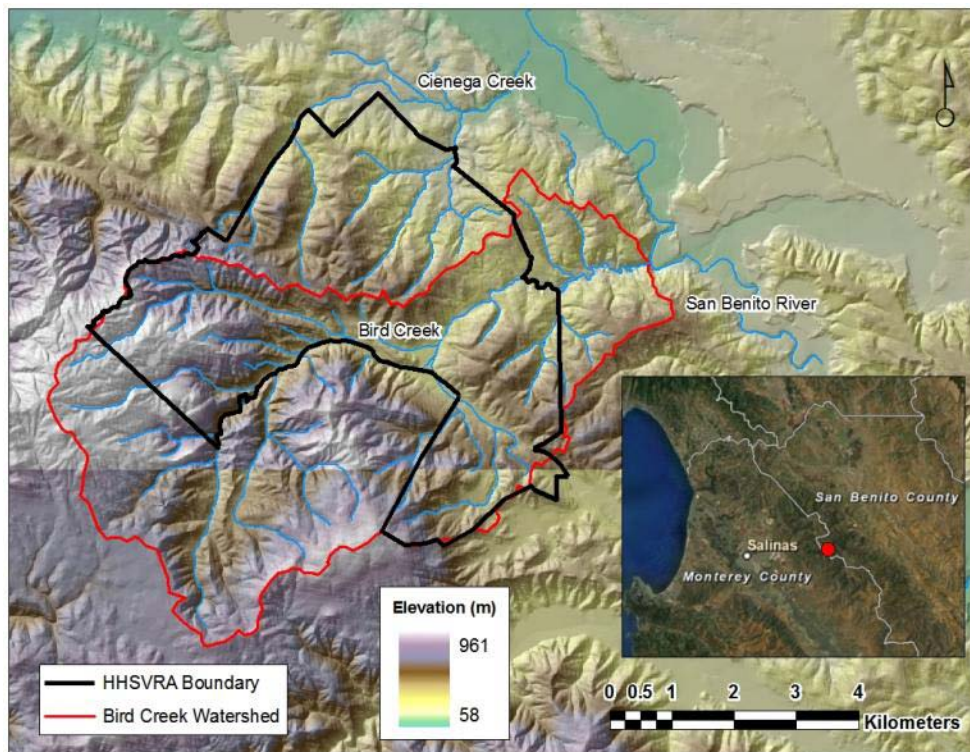 Cienega Creek
San Benito River
Bird Creek
San Benito County
Salinas
Monterey County
Elevation (m)
961
58
HHSVRA Boundary
Bird Creek Watershed
0 0.5 1 2 3 4
Kilometers